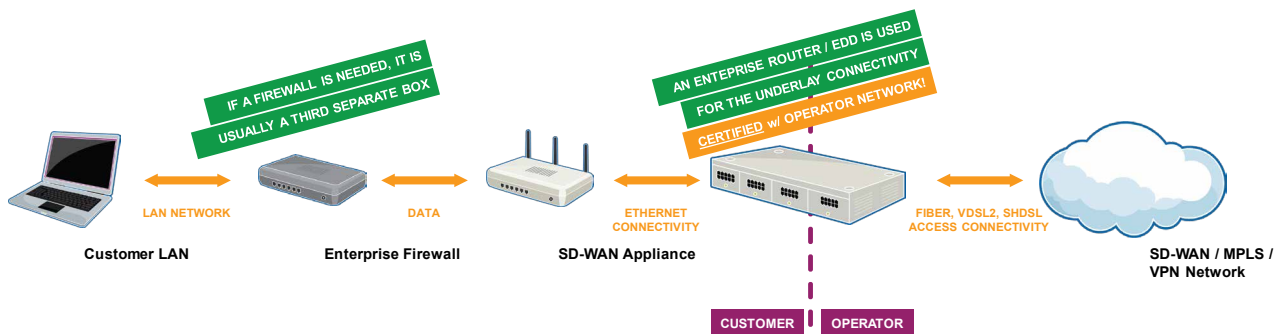 IF A FIREWALL IS NEEDED, IT IS
USUALLY A THIRD SEPARATE BOX
AN ENTEPRISE ROUTER / EDD IS USED
FOR THE UNDERLAY CONNECTIVITY
CERTIFIED w/ OPERATOR NETWORK!
LAN NETWORK
DATA
ETHERNET
CONNECTIVITY
FIBER, VDSL2, SHDSL
ACCESS CONNECTIVITY
Customer LAN
Enterprise Firewall
SD-WAN Appliance
SD-WAN / MPLS /
VPN Network
CUSTOMER
OPERATOR